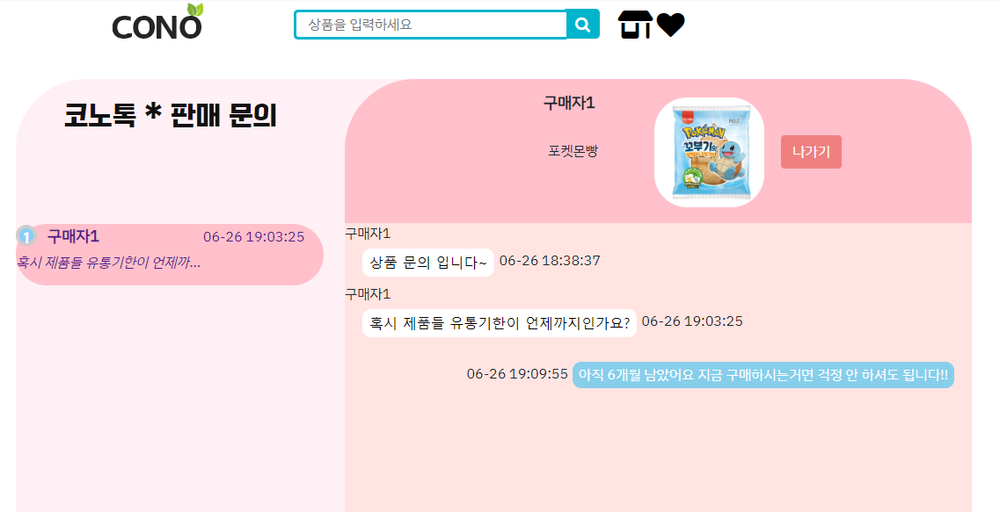 CONO
상품을 입력하세요
코노톡 * 판매 문의
구매자1
포켓몬빵
No.1
POKéMON
꼬부기의
나가기
1 구매자1 06-26 19:03:25
혹시 제품들 유통기한이 언제까...
구매자1
상품 문의 입니다~ 06-26 18:38:37
구매자1
혹시 제품들 유통기한이 언제까지인가요? 06-26 19:03:25
06-26 19:09:55 아직 6개월 남았어요 지금 구매하시는거면 걱정 안 하셔도 됩니다!!